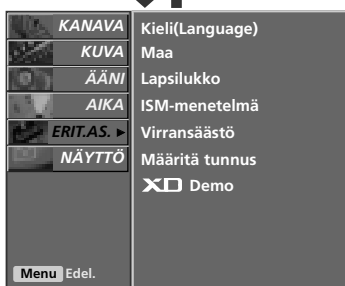 KANAVA
KUVA
ÄÄNI
AIKA
ERIT.AS. ►
NÄYTTÖ
Menu Edel.
Kieli(Language)
Maa
Lapsilukko
ISM-menetelmä
Virransäästö
Määritä tunnus
XD Demo